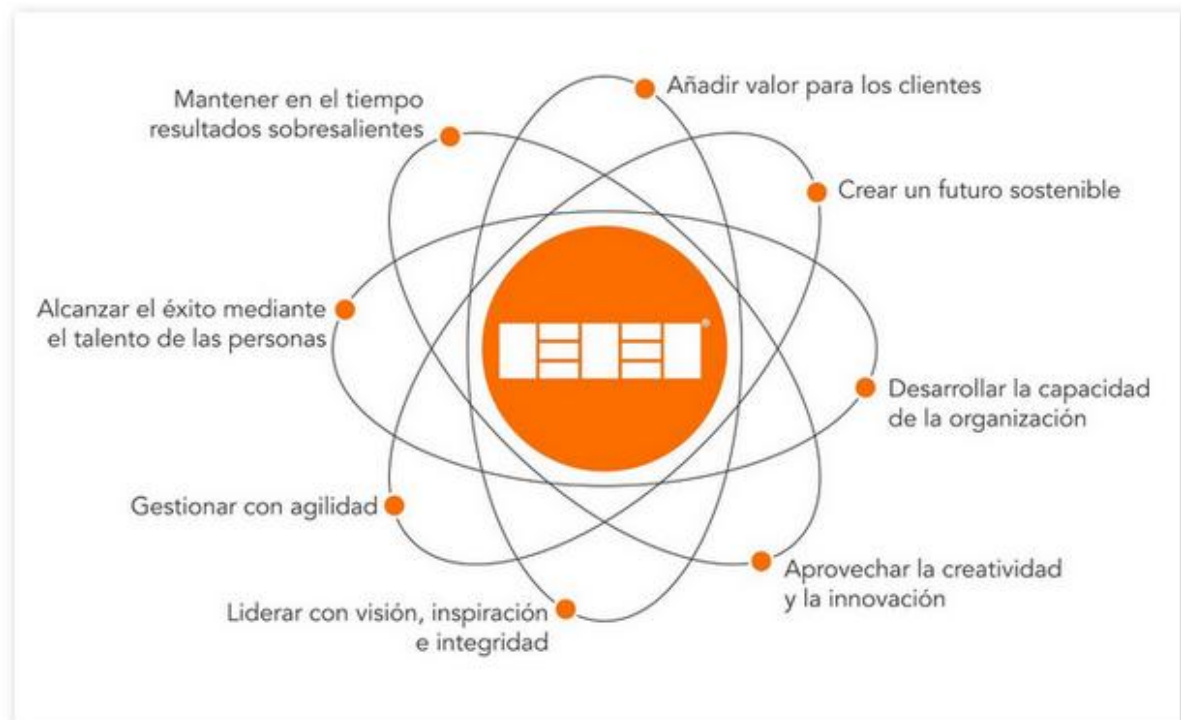 Añadir valor para los clientes
Crear un futuro sostenible
Desarrollar la capacidad
de la organización
Aprovechar la creatividad
y la innovación
Liderar con visión, inspiración
e integridad
Gestionar con agilidad
Alcanzar el éxito mediante
el talento de las personas
Mantener en el tiempo
resultados sobresalientes